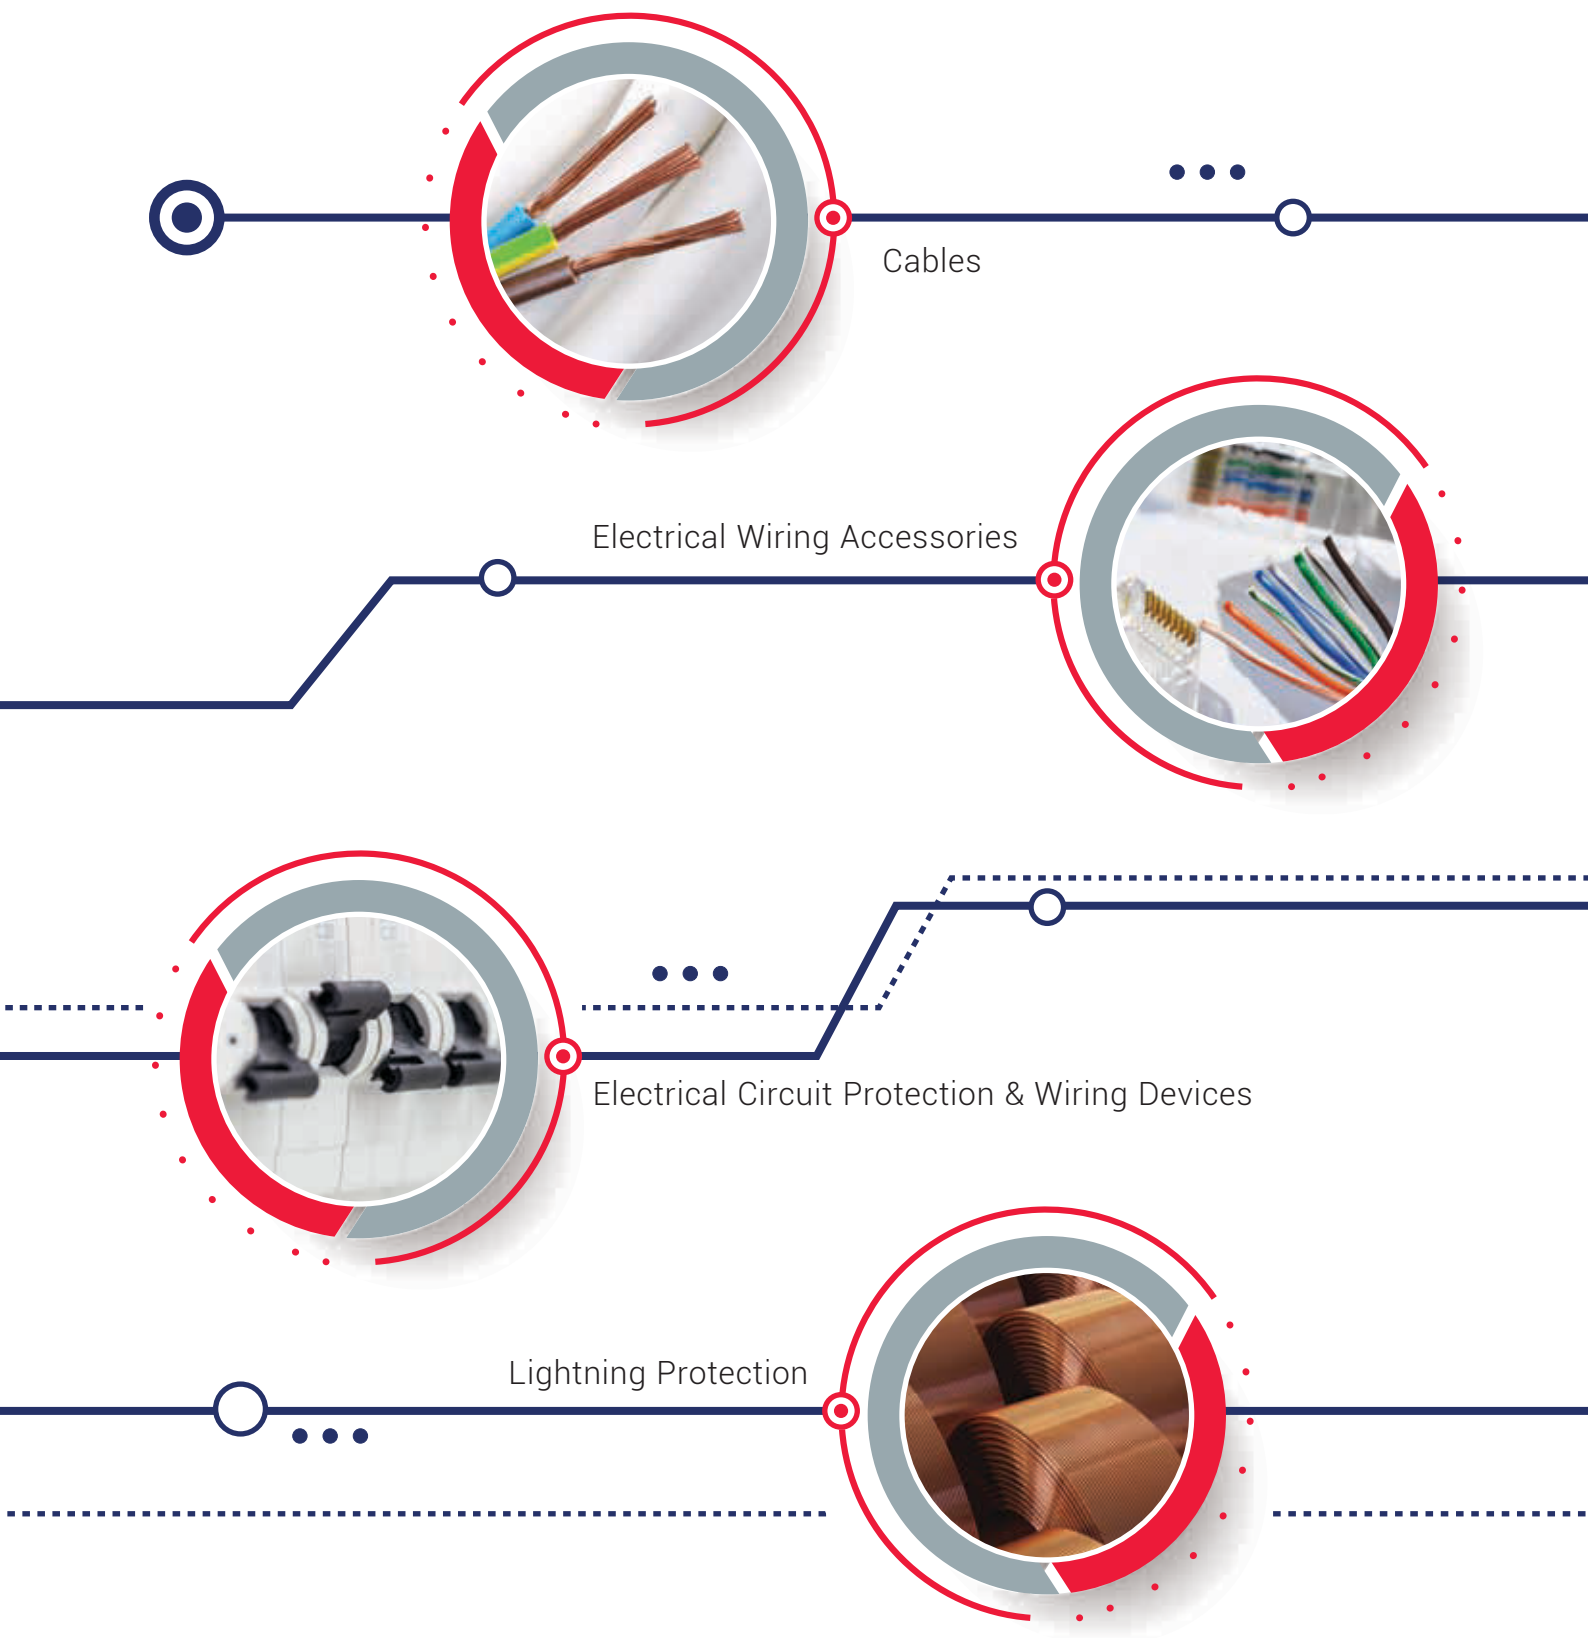 Cables
Electrical Wiring Accessories
Electrical Circuit Protection & Wiring Devices
Lightning Protection